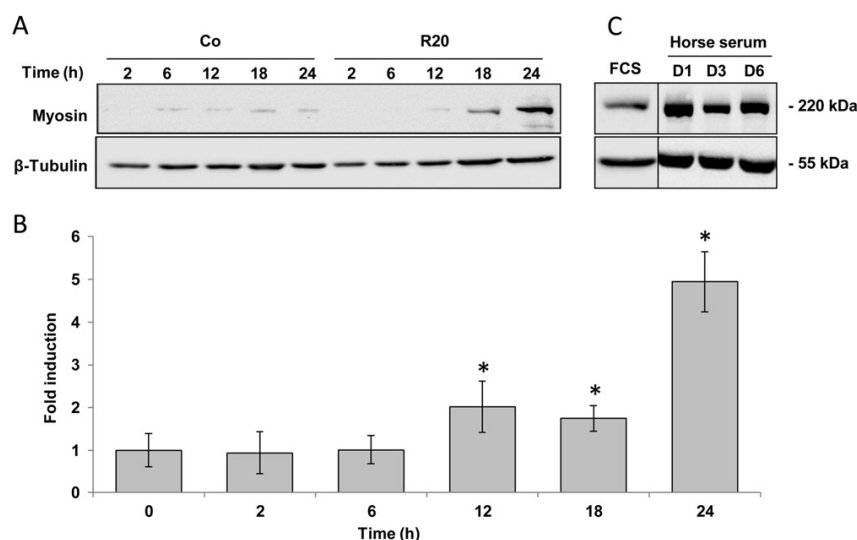 A
Co R20
Time (h) 2 6 12 18 24 2 6 12 18 24
Myosin
β-Tubulin
C
Horse serum
FCS D1 D3 D6
- 220 kDa
- 55 kDa
B
Fold induction
6
5
4
3
2
1
0
* * *
0 2 6 12 18 24
Time (h)